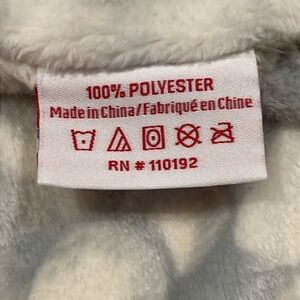 100% POLYESTER
Made in China/Fabriqué en Chine
RN # 110192